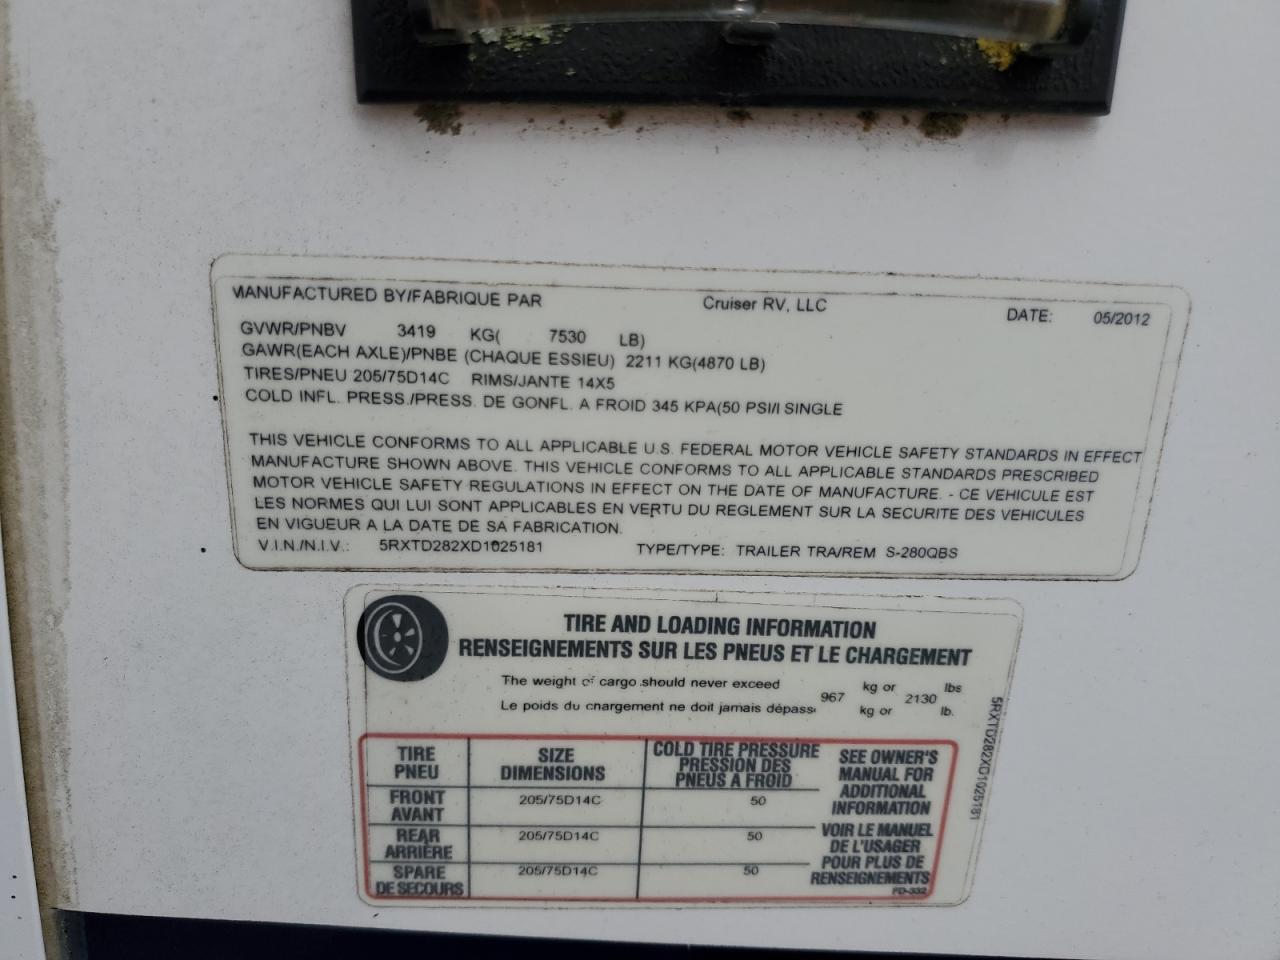 MANUFACTURED BY/FABRIQUE PAR Cruiser RV, LLC DATE: 05/2012
GVWR/PNBV 3419 KG( 7530 LB)
GAWR(EACH AXLE)/PNBE (CHAQUE ESSIEU) 2211 KG(4870 LB)
TIRES/PNEU 205/75D14C RIMS/JANTE 14X5
COLD INFL. PRESS./PRESS. DE GONFL. A FROID 345 KPA(50 PSI/I SINGLE
THIS VEHICLE CONFORMS TO ALL APPLICABLE U.S. FEDERAL MOTOR VEHICLE SAFETY STANDARDS IN EFFECT
MANUFACTURE SHOWN ABOVE. THIS VEHICLE CONFORMS TO ALL APPLICABLE STANDARDS PRESCRIBED
MOTOR VEHICLE SAFETY REGULATIONS IN EFFECT ON THE DATE OF MANUFACTURE. - CE VEHICULE EST
LES NORMES QUI LUI SONT APPLICABLES EN VERTU DU REGLEMENT SUR LA SECURITE DES VEHICULES
EN VIGUEUR A LA DATE DE SA FABRICATION.
V.I.N./N.I.V.: 5RXTD282XD1025181 TYPE/TYPE: TRAILER TRA/REM S-280QBS
TIRE AND LOADING INFORMATION
RENSEIGNEMENTS SUR LES PNEUS ET LE CHARGEMENT
The weight of cargo should never exceed 967 kg or 2130 lbs
Le poids du chargement ne doit jamais dépass kg or lb.
TIRE SIZE COLD TIRE PRESSURE
PNEU DIMENSIONS PRESSION DES
PNEUS A FROID
FRONT 205/75D14C 50
AVANT
REAR 205/75D14C 50
ARRIÈRE
SPARE 205/75D14C 50
DE SECOURS
SEE OWNER'S
MANUAL FOR
ADDITIONAL
INFORMATION
VOIR LE MANUEL
DE L'USAGER
POUR PLUS DE
RENSEIGNEMENTS
FD-332
5RXTD282XD1025181